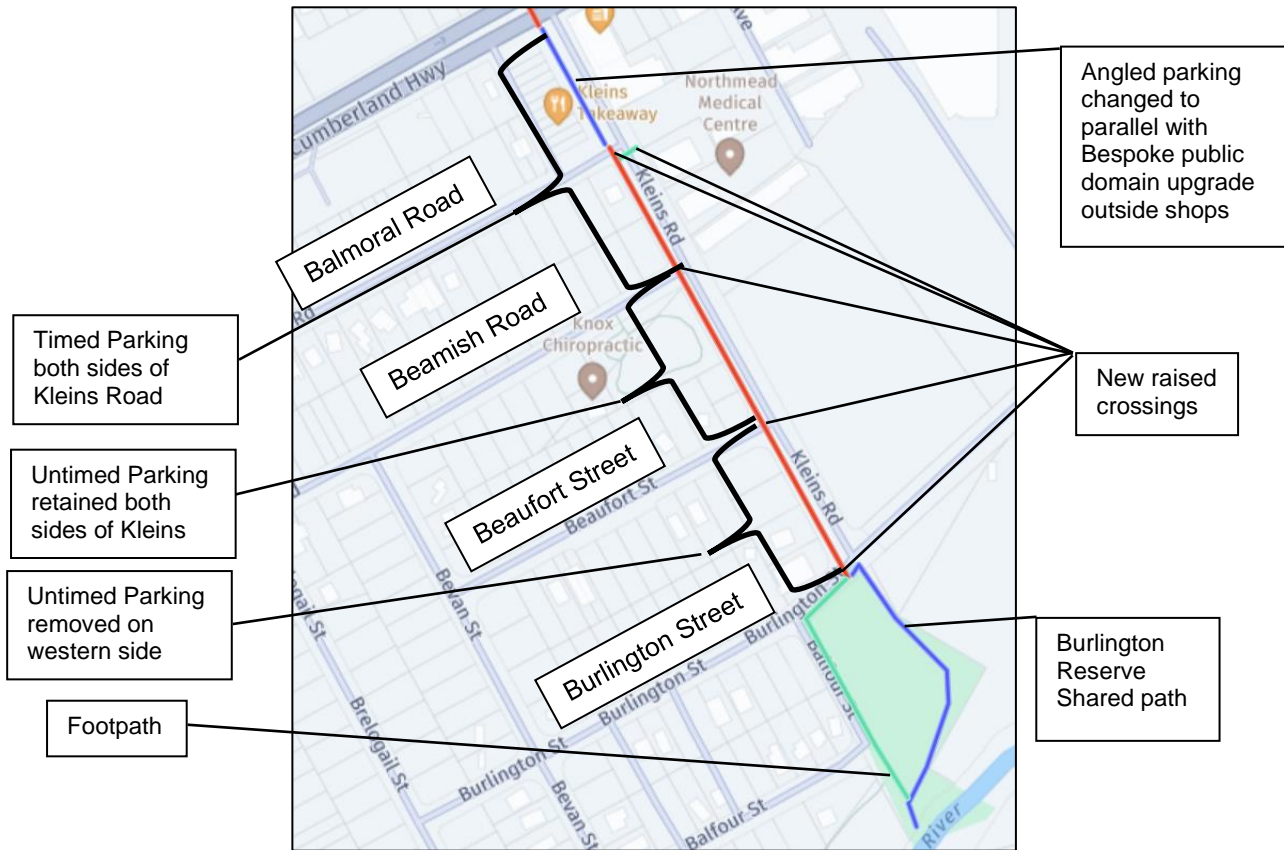 Angled parking
changed to
parallel with
Bespoke public
domain upgrade
outside shops
Cumberland Hwy
Kleins
Takeaway
Northmead
Medical
Centre
Ave
Kleins Rd
Balmoral Road
Rd
Timed Parking
both sides of
Kleins Road
Beamish Road
Knox
Chiropractic
New raised
crossings
Untimed Parking
retained both
sides of Kleins
Beaufort Street
Beaufort St
Kleins Rd
Untimed Parking
removed on
western side
Bevan St
Burlington Street
Burlington St
Burlington
Reserve
Shared path
Footpath
Balfour St
Burlington St
Brelogail St
Burlington St
Bevan St
Balfour St
River